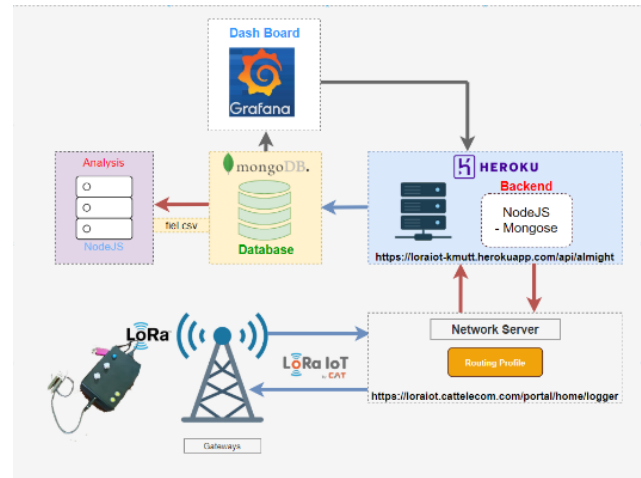 Dash Board
Grafana
Analysis
NodeJS
fiel.csv
mongoDB.
Database
HEROKU
Backend
NodeJS
- Mongose
https://loraiot-kmutt.herokuapp.com/api/almight
LoRa
LoRa IoT
by CAT
Gateways
Network Server
Routing Profile
https://loraiot.cattelecom.com/portal/home/logger